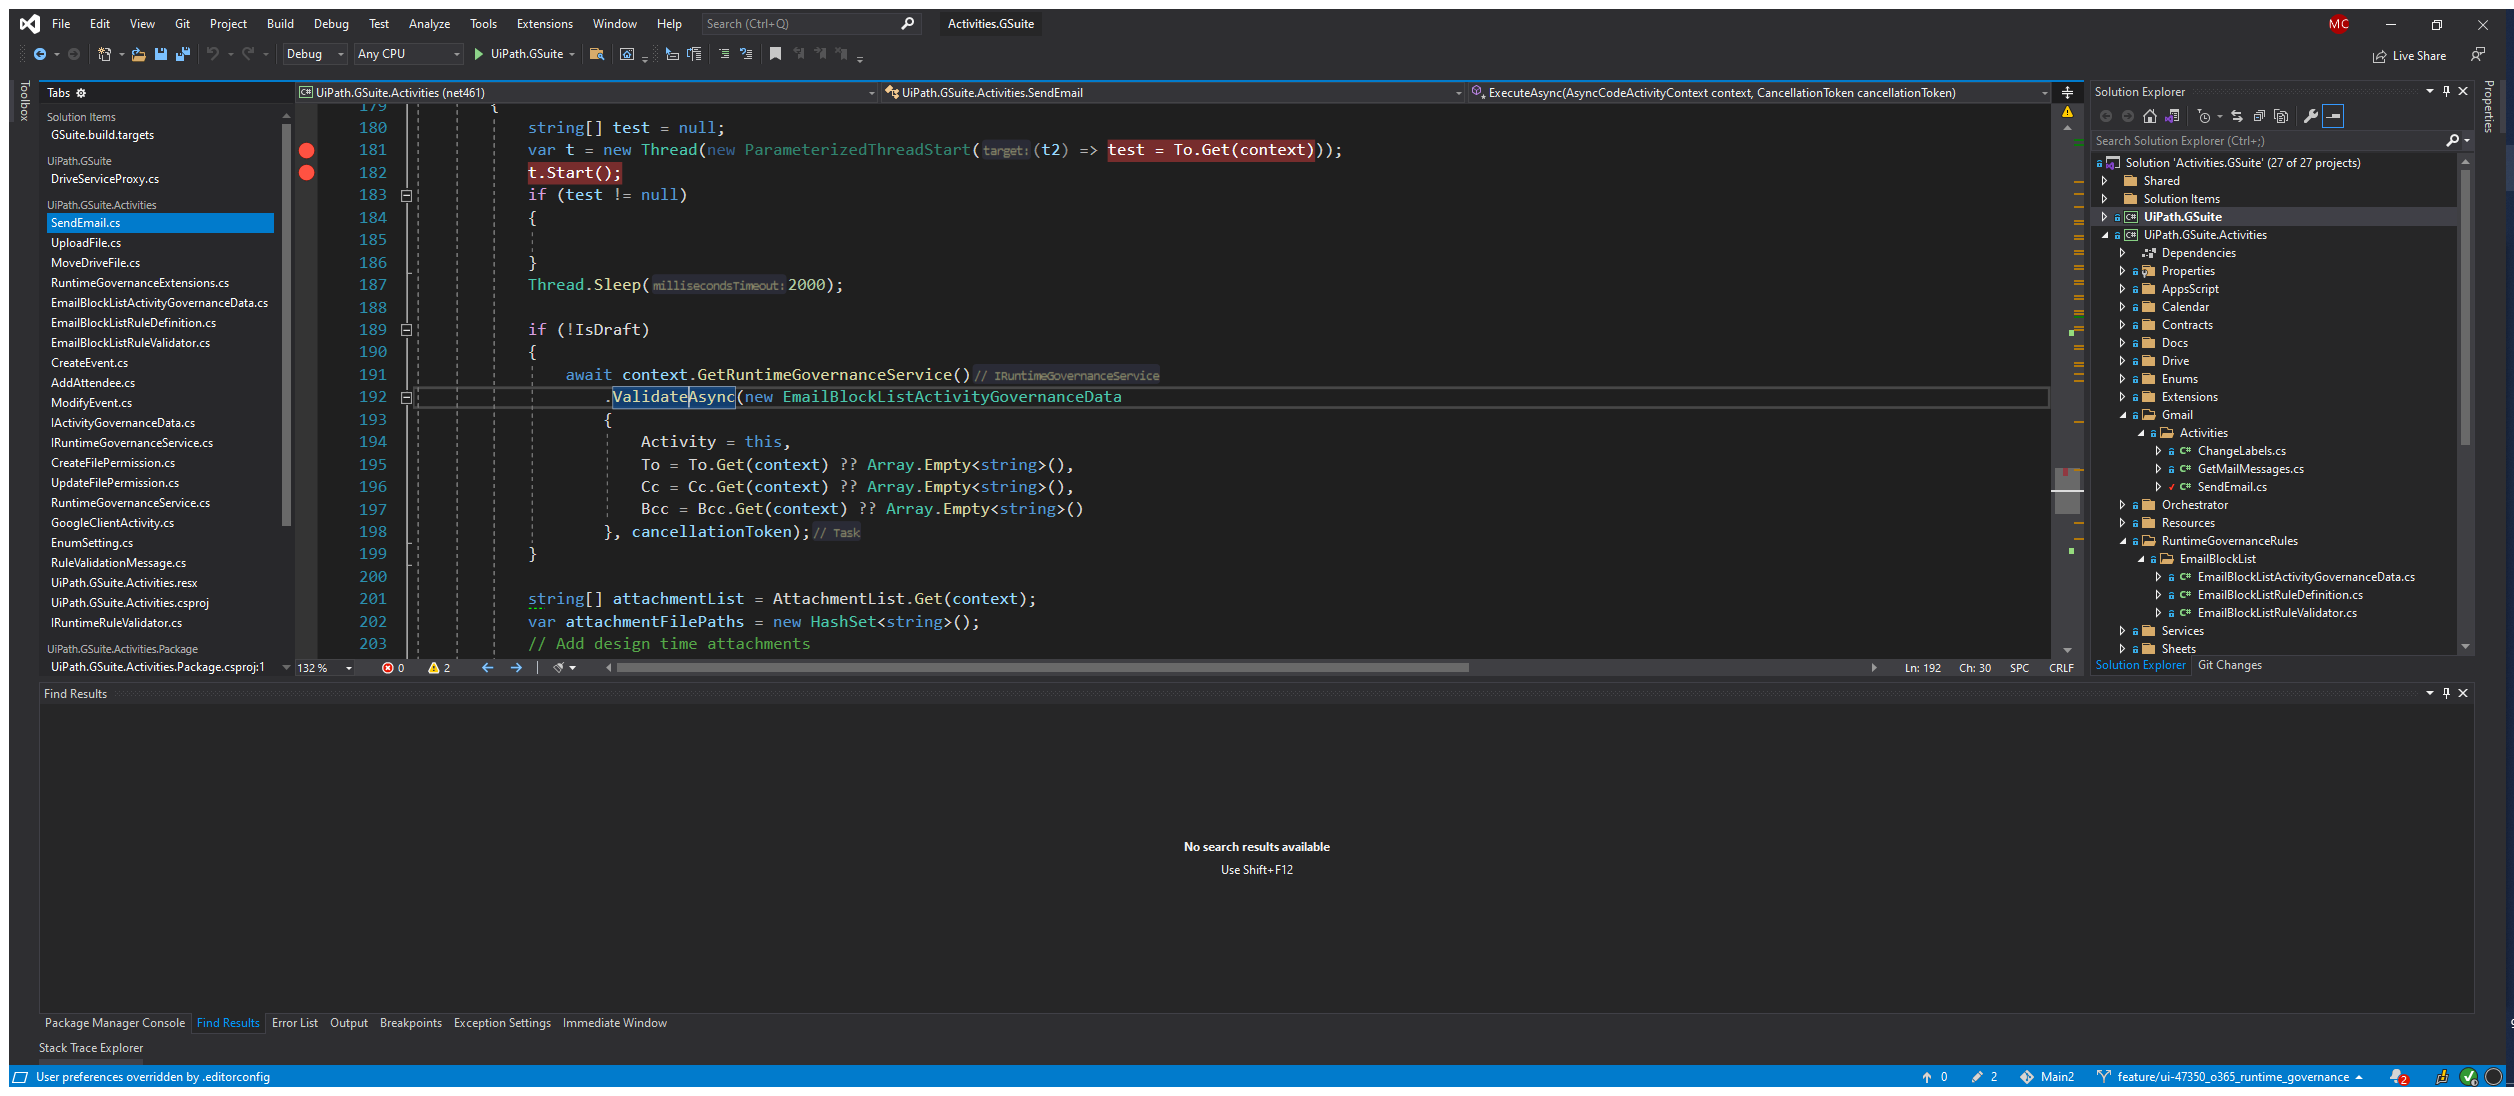 File Edit View Git Project Build Debug Test Analyze Tools Extensions Window Help Search (Ctrl+Q) Activities.GSuite MC
Debug Any CPU UiPath.GSuite Live Share
Toolbox
Tabs
Solution Items
GSuite.build.targets
UiPath.GSuite
DriveServiceProxy.cs
UiPath.GSuite.Activities
SendEmail.cs
UploadFile.cs
MoveDriveFile.cs
RuntimeGovernanceExtensions.cs
EmailBlockListActivityGovernanceData.cs
EmailBlockListRuleDefinition.cs
EmailBlockListRuleValidator.cs
CreateEvent.cs
AddAttendee.cs
ModifyEvent.cs
IActivityGovernanceData.cs
IRuntimeGovernanceService.cs
CreateFilePermission.cs
UpdateFilePermission.cs
RuntimeGovernanceService.cs
GoogleClientActivity.cs
EnumSetting.cs
RuleValidationMessage.cs
UiPath.GSuite.Activities.resx
UiPath.GSuite.Activities.csproj
IRuntimeRuleValidator.cs
UiPath.GSuite.Activities.Package
UiPath.GSuite.Activities.Package.csproj:1
C# UiPath.GSuite.Activities (net461) UiPath.GSuite.Activities.SendEmail ExecuteAsync(AsyncCodeActivityContext context, CancellationToken cancellationToken)
179 {
180 string[] test = null;
181 var t = new Thread(new ParameterizedThreadStart(target:(t2) => test = To.Get(context)));
182 t.Start();
183 if (test != null)
184 {
185
186 }
187 Thread.Sleep(millisecondsTimeout:2000);
188
189 if (!IsDraft)
190 {
191 await context.GetRuntimeGovernanceService()// IRuntimeGovernanceService
192 .ValidateAsync(new EmailBlockListActivityGovernanceData
193 {
194 Activity = this,
195 To = To.Get(context) ?? Array.Empty<string>(),
196 Cc = Cc.Get(context) ?? Array.Empty<string>(),
197 Bcc = Bcc.Get(context) ?? Array.Empty<string>()
198 }, cancellationToken);// Task
199 }
200
201 string[] attachmentList = AttachmentList.Get(context);
202 var attachmentFilePaths = new HashSet<string>();
203 // Add design time attachments
132 % 0 2 Ln: 192 Ch: 30 SPC CRLF
Solution Explorer
Search Solution Explorer (Ctrl+;)
Solution 'Activities.GSuite' (27 of 27 projects)
Shared
Solution Items
C# UiPath.GSuite
C# UiPath.GSuite.Activities
Dependencies
Properties
AppsScript
Calendar
Contracts
Docs
Drive
Enums
Extensions
Gmail
Activities
C# ChangeLabels.cs
C# GetMailMessages.cs
C# SendEmail.cs
Orchestrator
Resources
RuntimeGovernanceRules
EmailBlockList
C# EmailBlockListActivityGovernanceData.cs
C# EmailBlockListRuleDefinition.cs
C# EmailBlockListRuleValidator.cs
Services
Sheets
Solution Explorer Git Changes
Properties
Find Results
No search results available
Use Shift+F12
Package Manager Console Find Results Error List Output Breakpoints Exception Settings Immediate Window
Stack Trace Explorer
User preferences overridden by .editorconfig 0 2 Main2 feature/ui-47350_o365_runtime_governance 2